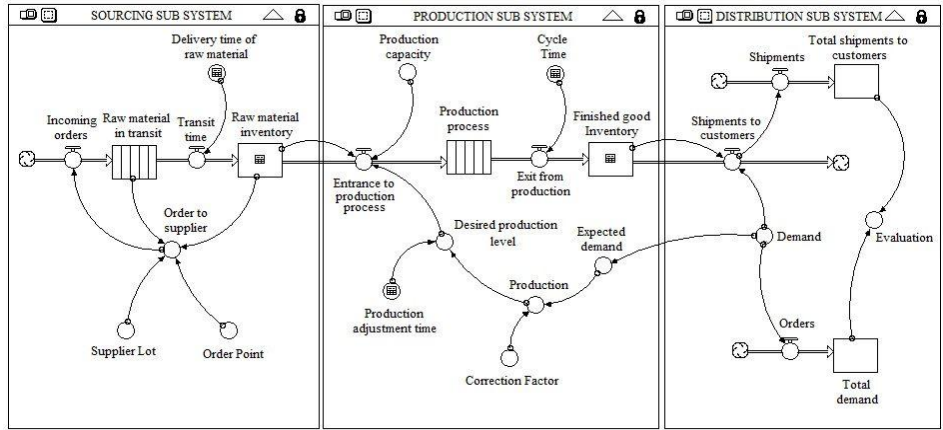 SOURCING SUB SYSTEM
Delivery time of
raw material
Incoming
orders
Raw material
in transit
Transit
time
Raw material
inventory
Order to
supplier
Supplier Lot
Order Point
PRODUCTION SUB SYSTEM
Production
capacity
Cycle
Time
Production
process
Finished good
Inventory
Entrance to
production
process
Exit from
production
Desired production
level
Expected
demand
Production
Production
adjustment time
Correction Factor
DISTRIBUTION SUB SYSTEM
Total shipments to
customers
Shipments
Shipments to
customers
Demand
Evaluation
Orders
Total
demand